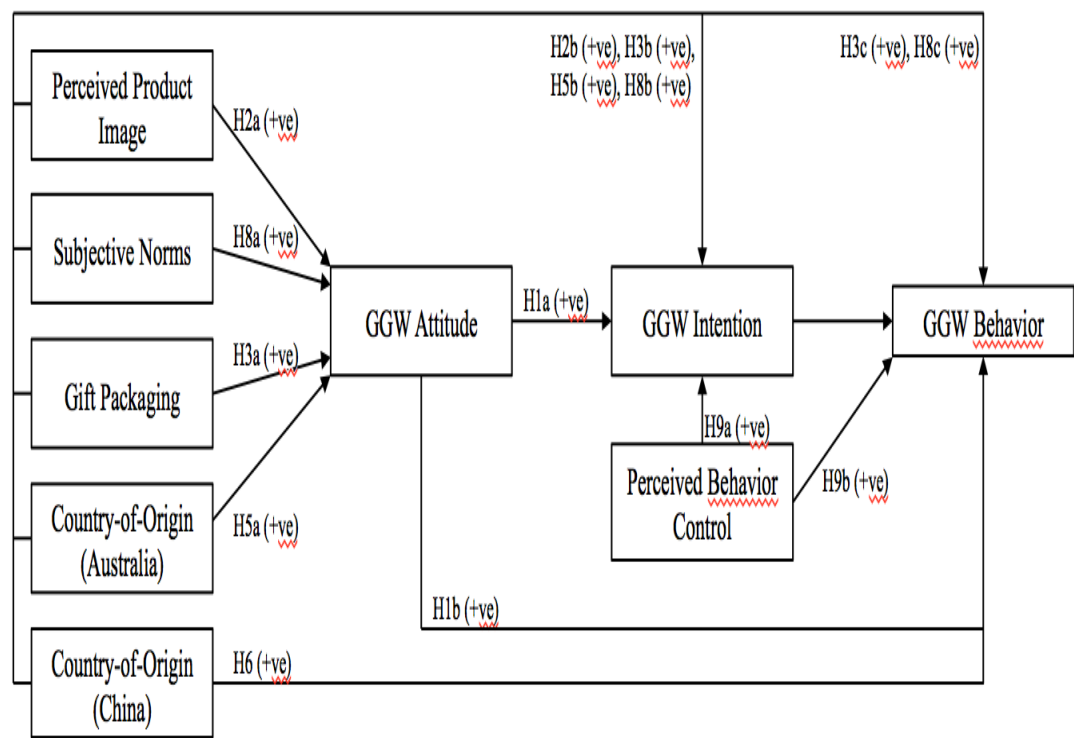 H2b (+ve), H3b (+ve),
H5b (+ve), H8b (+ve)
H3c (+ve), H8c (+ve)
Perceived Product
Image
H2a (+ve)
Subjective Norms
H8a (+ve)
GGW Attitude
H1a (+ve)
GGW Intention
GGW Behavior
Gift Packaging
H3a (+ve)
H9a (+ve)
Perceived Behavior
Control
H9b (+ve)
Country-of-Origin
(Australia)
H5a (+ve)
H1b (+ve)
Country-of-Origin
(China)
H6 (+ve)